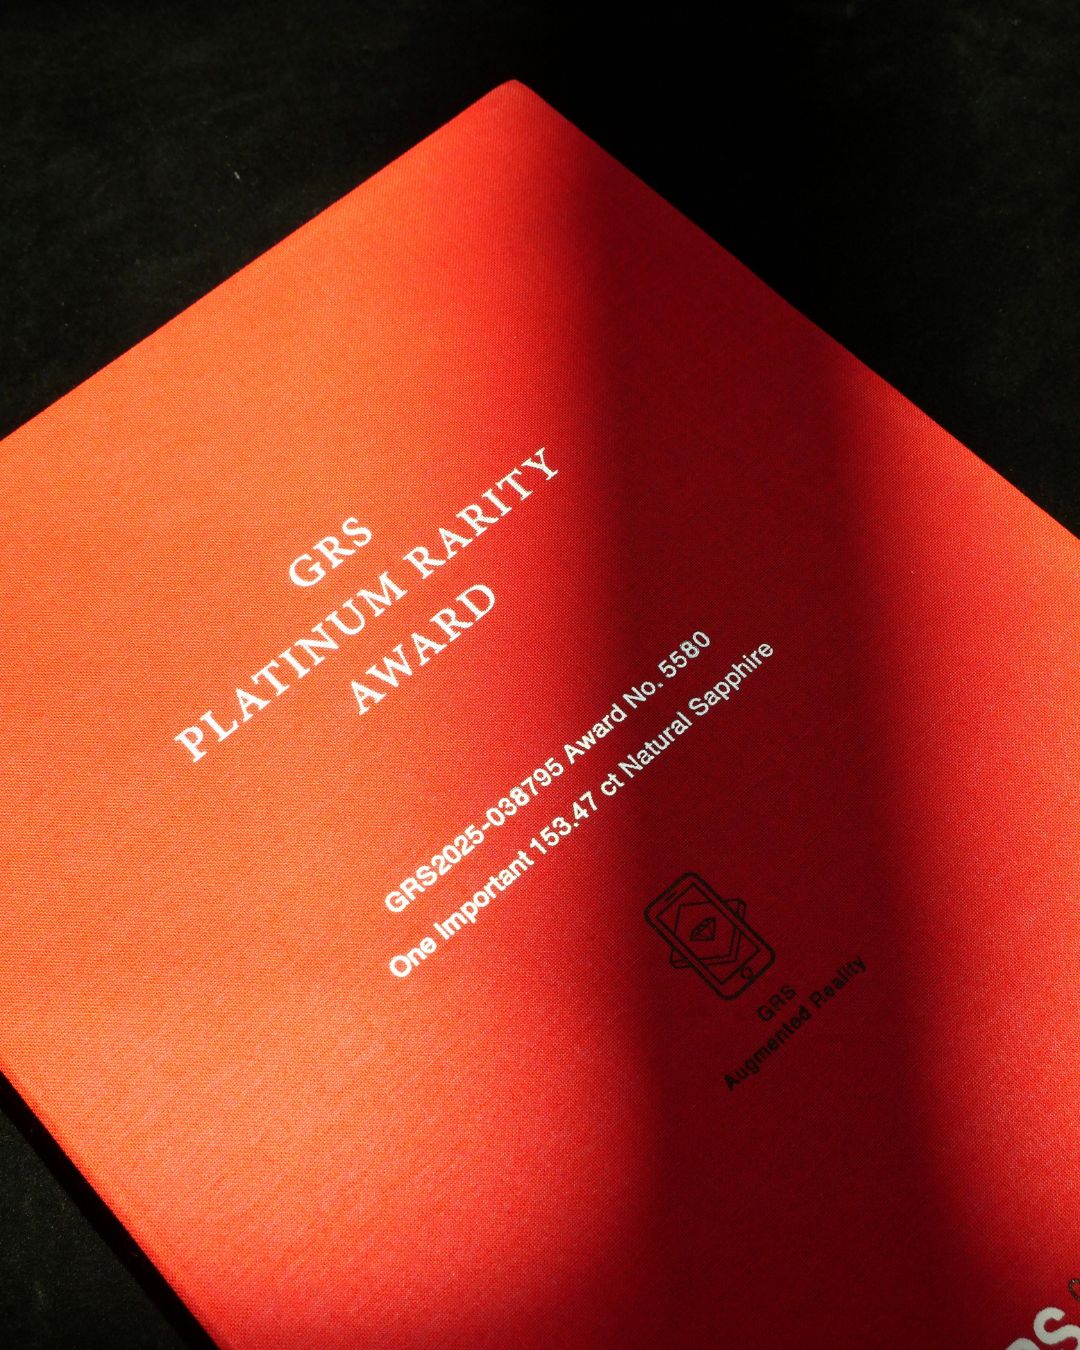 GRS
PLATINUM RARITY
AWARD
GRS2025-038795 Award No. 5580
One Important 153.47 ct Natural Sapphire
GRS
Augmented Reality